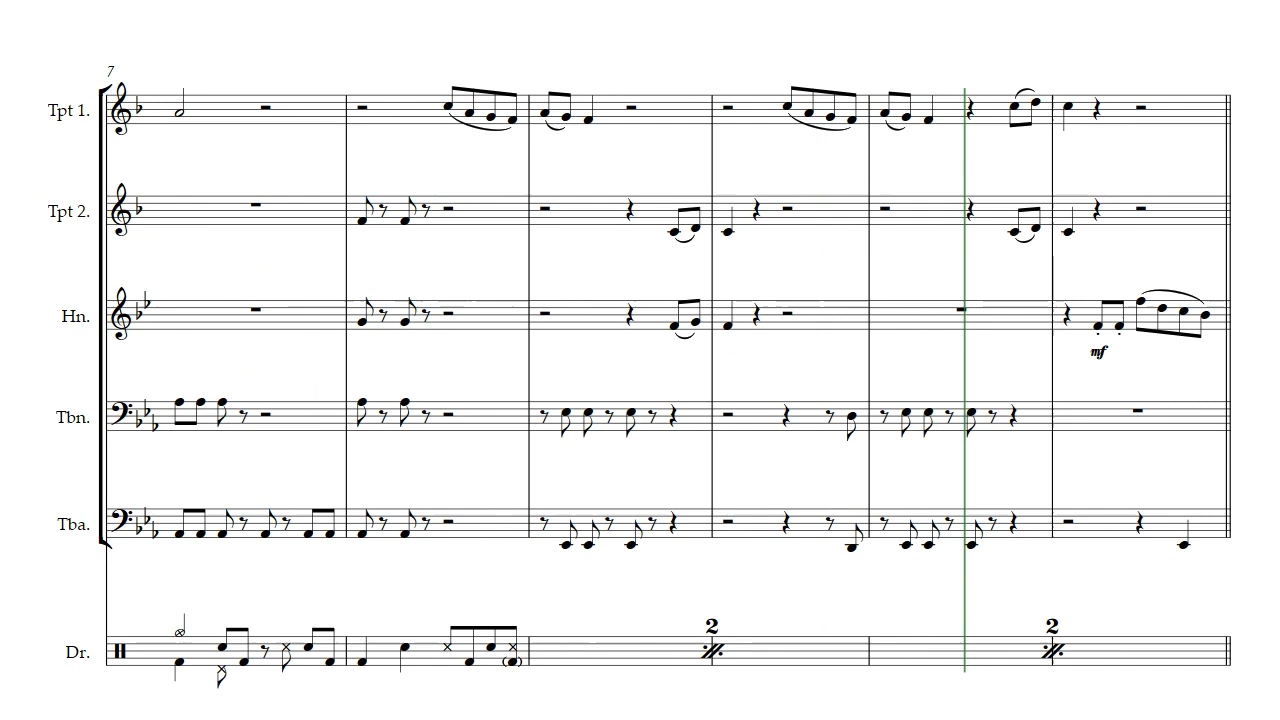 7
Tpt 1.
Tpt 2.
Hn.
mf
Tbn.
Tba.
2 2
Dr.